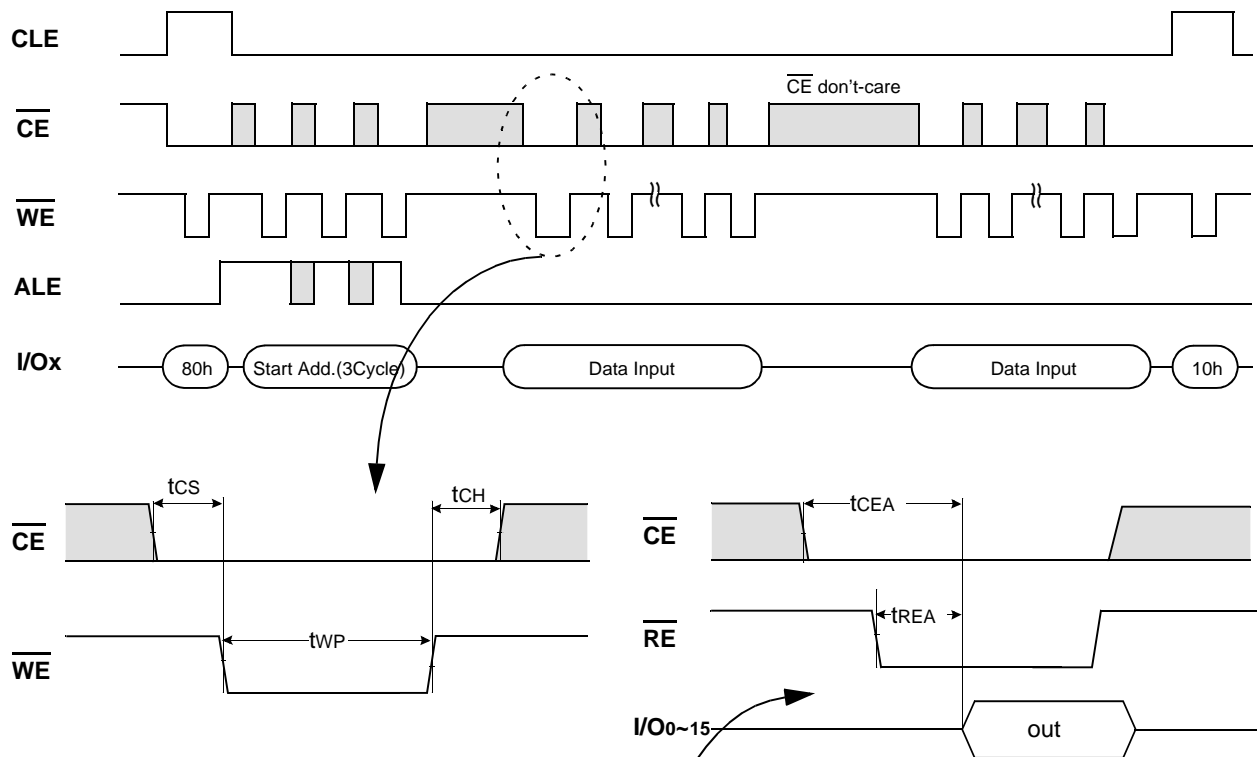 CLE
CE don't-care
CE
WE
ALE
I/Ox
80h
Start Add.(3Cycle)
Data Input
Data Input
10h
tCS
tCH
CE
tWP
WE
tCEA
CE
tREA
RE
I/O0~15
out